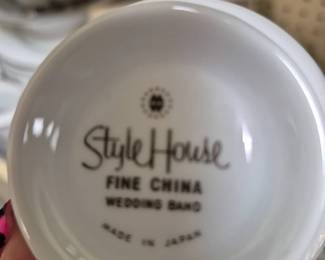 Style House
FINE CHINA
WEDDING BAND
MADE IN JAPAN